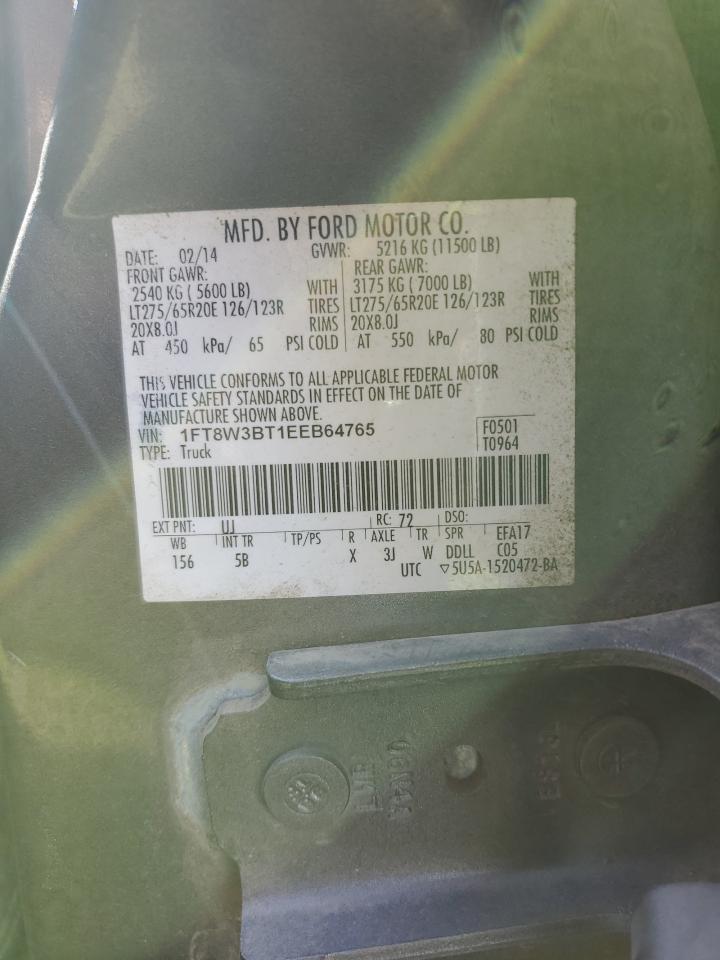 MFD. BY FORD MOTOR CO.
DATE: 02/14 GVWR: 5216 KG (11500 LB)
FRONT GAWR: REAR GAWR:
2540 KG ( 5600 LB) WITH 3175 KG ( 7000 LB) WITH
LT275/65R20E 126/123R TIRES LT275/65R20E 126/123R TIRES
20X8.0J RIMS 20X8.0J RIMS
AT 450 kPa/ 65 PSI COLD AT 550 kPa/ 80 PSI COLD
THIS VEHICLE CONFORMS TO ALL APPLICABLE FEDERAL MOTOR
VEHICLE SAFETY STANDARDS IN EFFECT ON THE DATE OF
MANUFACTURE SHOWN ABOVE.
VIN: 1FT8W3BT1EEB64765 F0501
TYPE: Truck T0964
EXT PNT: UJ RC: 72 DSO:
WB INT TR TP/PS R AXLE TR SPR EFA17
156 5B X 3J W DDLL C05
UTC ▽5U5A-1520472-BA